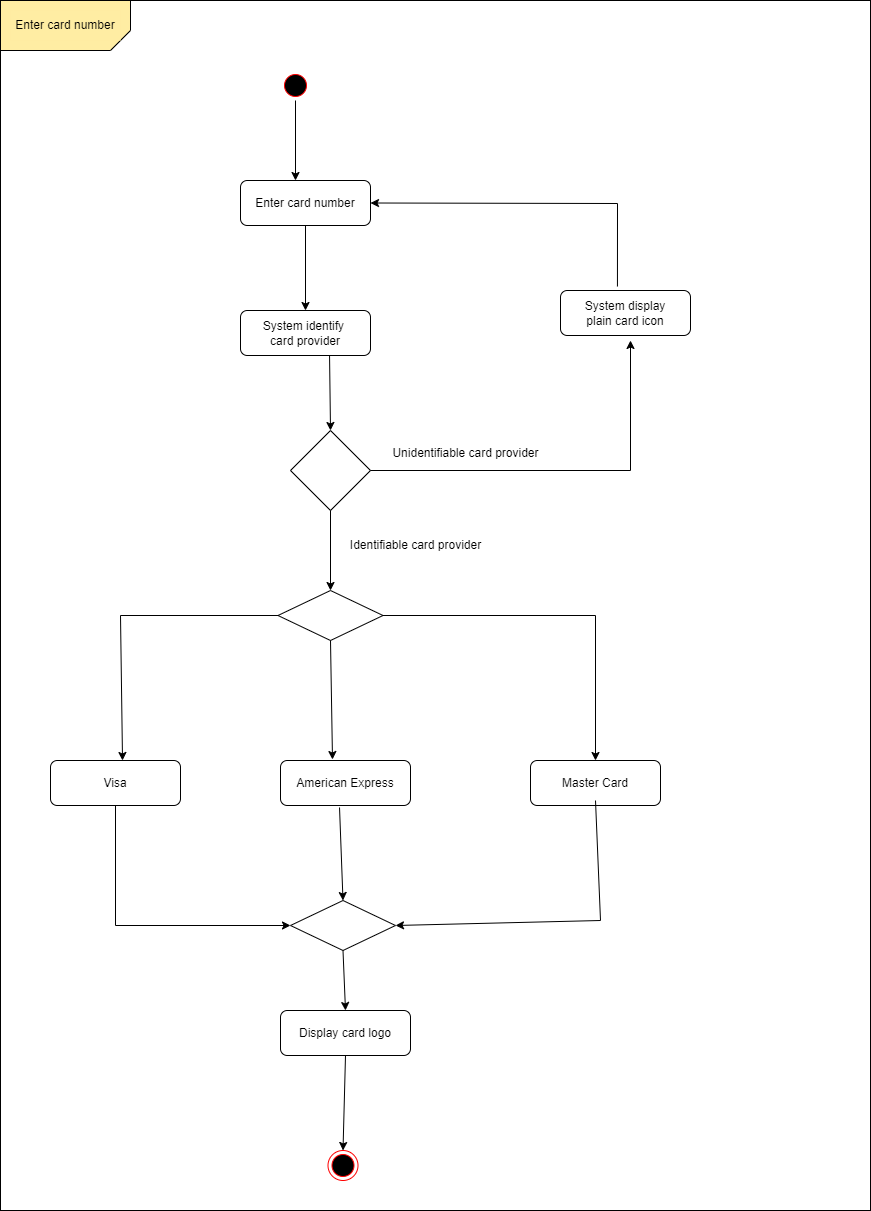 Enter card number
Enter card number
System display
plain card icon
System identify
card provider
Unidentifiable card provider
Identifiable card provider
Visa
American Express
Master Card
Display card logo